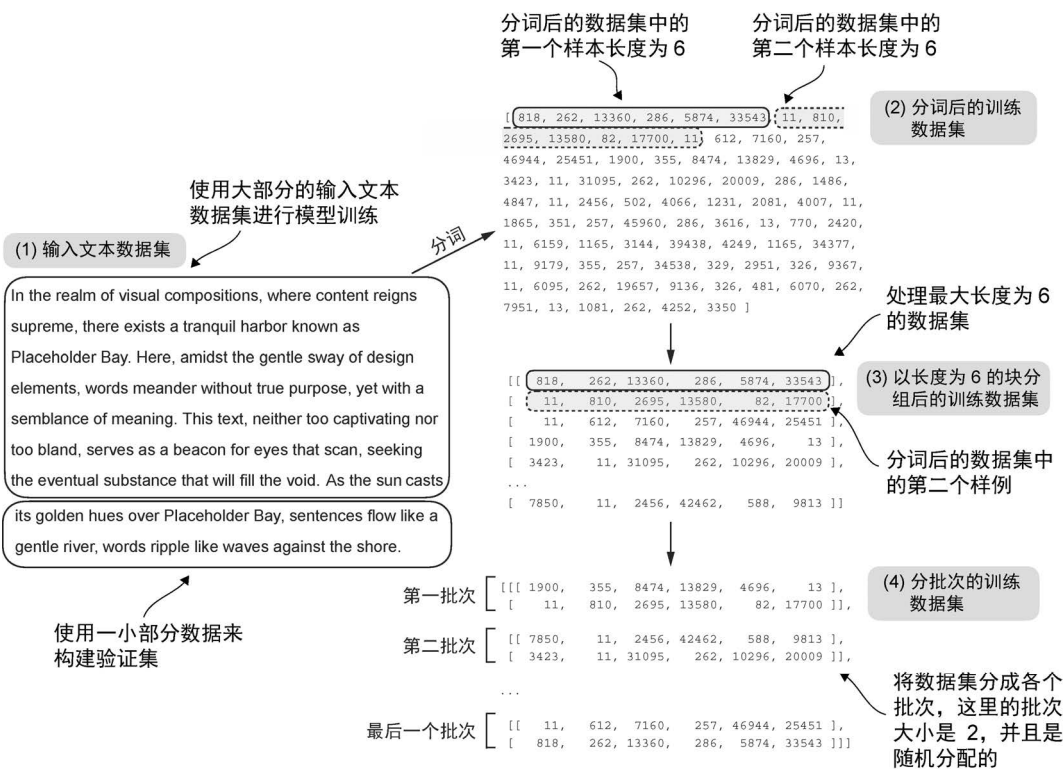 分词后的数据集中的
第一个样本长度为 6
分词后的数据集中的
第二个样本长度为 6
(2) 分词后的训练
数据集
[ 818, 262, 13360, 286, 5874, 33543, 11, 810,
2695, 13580, 82, 17700, 11, 612, 7160, 257,
46944, 25451, 1900, 355, 8474, 13829, 4696, 13,
3423, 11, 31095, 262, 10296, 20009, 286, 1486,
4847, 11, 2456, 502, 4066, 1231, 2081, 4007, 11,
1865, 351, 257, 45960, 286, 3616, 13, 770, 2420,
11, 6159, 1165, 3144, 39438, 4249, 1165, 34377,
11, 9179, 355, 257, 34538, 329, 2951, 326, 9367,
11, 6095, 262, 19657, 9136, 326, 481, 6070, 262,
7951, 13, 1081, 262, 4252, 3350 ]
使用大部分的输入文本
数据集进行模型训练
(1) 输入文本数据集
分词
In the realm of visual compositions, where content reigns
supreme, there exists a tranquil harbor known as
Placeholder Bay. Here, amidst the gentle sway of design
elements, words meander without true purpose, yet with a
semblance of meaning. This text, neither too captivating nor
too bland, serves as a beacon for eyes that scan, seeking
the eventual substance that will fill the void. As the sun casts
its golden hues over Placeholder Bay, sentences flow like a
gentle river, words ripple like waves against the shore.
使用一小部分数据来
构建验证集
处理最大长度为 6
的数据集
(3) 以长度为 6 的块分
组后的训练数据集
[[ 818, 262, 13360, 286, 5874, 33543 ],
[ 11, 810, 2695, 13580, 82, 17700 ],
[ 11, 612, 7160, 257, 46944, 25451 ],
[ 1900, 355, 8474, 13829, 4696, 13 ],
[ 3423, 11, 31095, 262, 10296, 20009 ],
...
[ 7850, 11, 2456, 42462, 588, 9813 ]]
分词后的数据集中
的第二个样例
(4) 分批次的训练
数据集
第一批次
[[[ 1900, 355, 8474, 13829, 4696, 13 ],
[ 11, 810, 2695, 13580, 82, 17700 ]],
第二批次
[[ 7850, 11, 2456, 42462, 588, 9813 ],
[ 3423, 11, 31095, 262, 10296, 20009 ]],
...
最后一个批次
[[ 11, 612, 7160, 257, 46944, 25451 ],
[ 818, 262, 13360, 286, 5874, 33543 ]]]
将数据集分成各个
批次，这里的批次
大小是 2，并且是
随机分配的